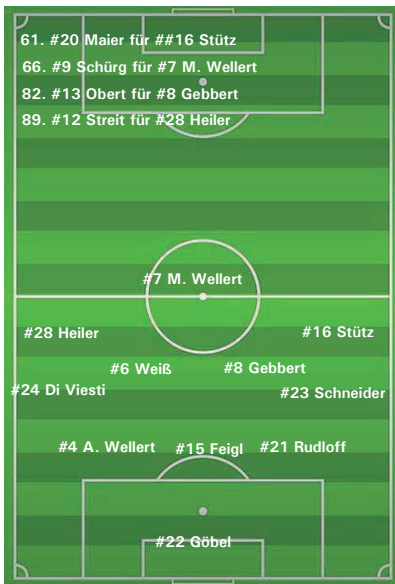 61. #20 Maier für ##16 Stütz
66. #9 Schürg für #7 M. Wellert
82. #13 Obert für #8 Gebbert
89. #12 Streit für #28 Heiler
#7 M. Wellert
#28 Heiler
#16 Stütz
#6 Weiß
#8 Gebbert
#24 Di Viesti
#23 Schneider
#4 A. Wellert
#15 Feigl
#21 Rudloff
#22 Göbel